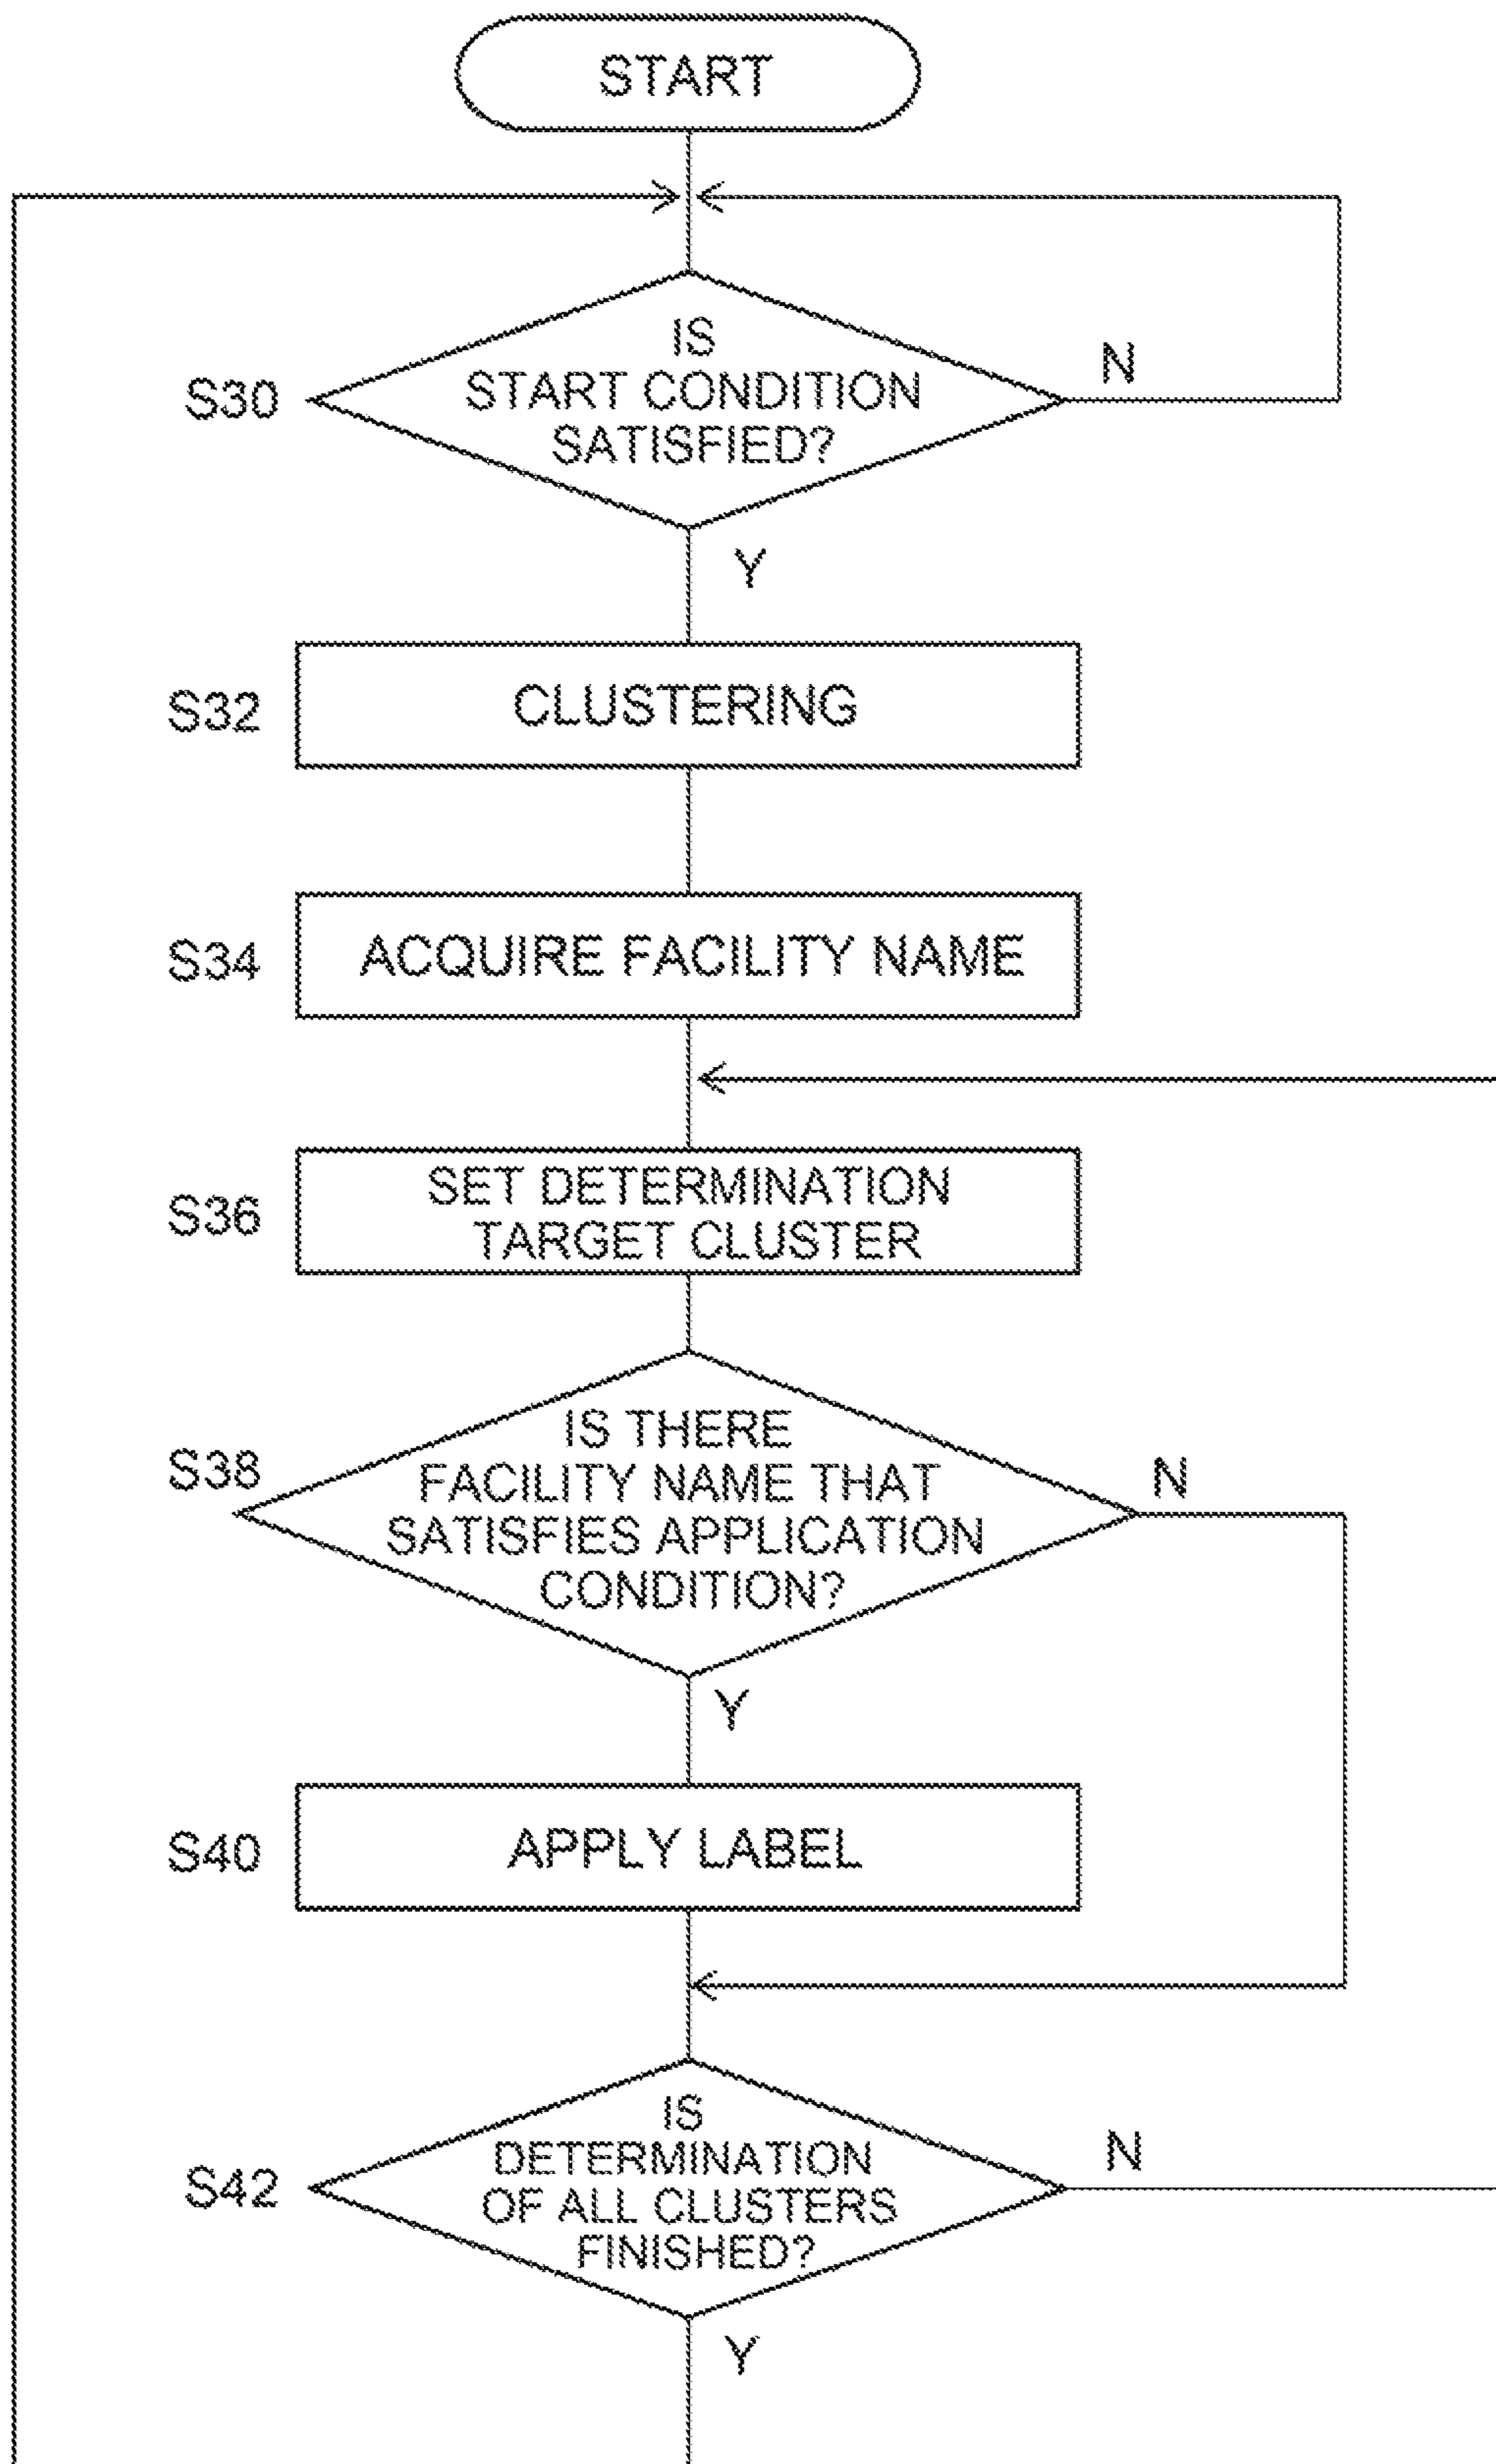 START
IS
START CONDITION
SATISFIED?
S30
N
Y
S32
CLUSTERING
S34
ACQUIRE FACILITY NAME
S36
SET DETERMINATION
TARGET CLUSTER
S38
IS THERE
FACILITY NAME THAT
SATISFIES APPLICATION
CONDITION?
N
Y
S40
APPLY LABEL
S42
IS
DETERMINATION
OF ALL CLUSTERS
FINISHED?
N
Y